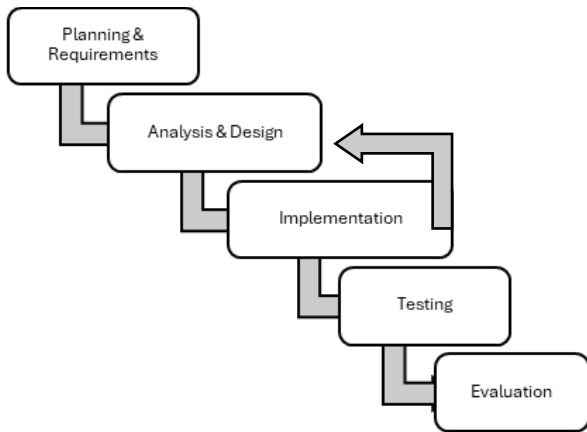 Planning &
Requirements
Analysis & Design
Implementation
Testing
Evaluation